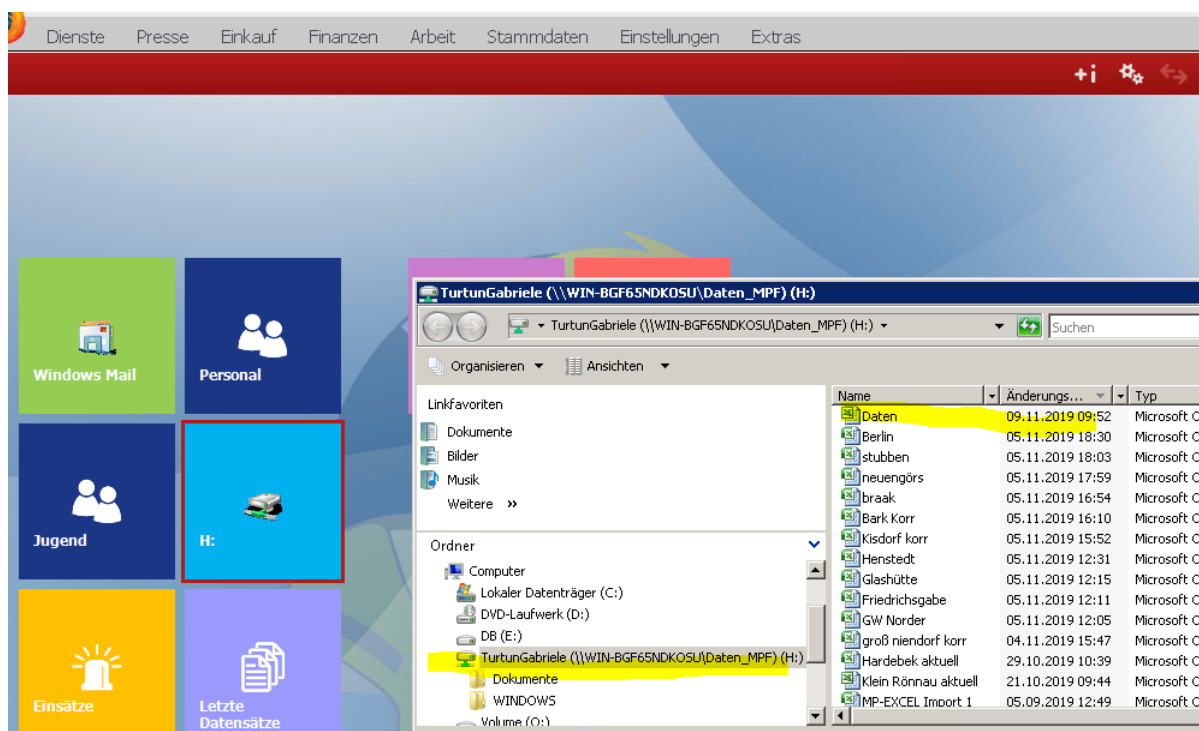 Dienste Presse Einkauf Finanzen Arbeit Stammdaten Einstellungen Extras
+i
Windows Mail
Personal
Jugend
H:
Einsätze
Letzte
Datensätze
TurtunGabriele (\\WIN-BGF65NDKOSU\Daten_MPF) (H:)
TurtunGabriele (\\WIN-BGF65NDKOSU\Daten_MPF) (H:)
Suchen
Organisieren Ansichten
Linkfavoriten
Dokumente
Bilder
Musik
Weitere »
Ordner
Computer
Lokaler Datenträger (C:)
DVD-Laufwerk (D:)
DB (E:)
TurtunGabriele (\\WIN-BGF65NDKOSU\Daten_MPF) (H:)
Dokumente
WINDOWS
Volume (O:)
Name Änderungs... Typ
Daten 09.11.2019 09:52 Microsoft O
Berlin 05.11.2019 18:30 Microsoft O
stubben 05.11.2019 18:03 Microsoft O
neuengörs 05.11.2019 17:59 Microsoft O
braak 05.11.2019 16:54 Microsoft O
Bark Korr 05.11.2019 16:10 Microsoft O
Kisdorf korr 05.11.2019 15:52 Microsoft O
Henstedt 05.11.2019 12:31 Microsoft O
Glashütte 05.11.2019 12:15 Microsoft O
Friedrichsgabe 05.11.2019 12:11 Microsoft O
GW Norder 05.11.2019 12:05 Microsoft O
groß niendorf korr 04.11.2019 15:47 Microsoft O
Hardebek aktuell 29.10.2019 10:39 Microsoft O
Klein Rönnau aktuell 21.10.2019 09:44 Microsoft O
MP-EXCEL Import 1 05.09.2019 12:49 Microsoft O